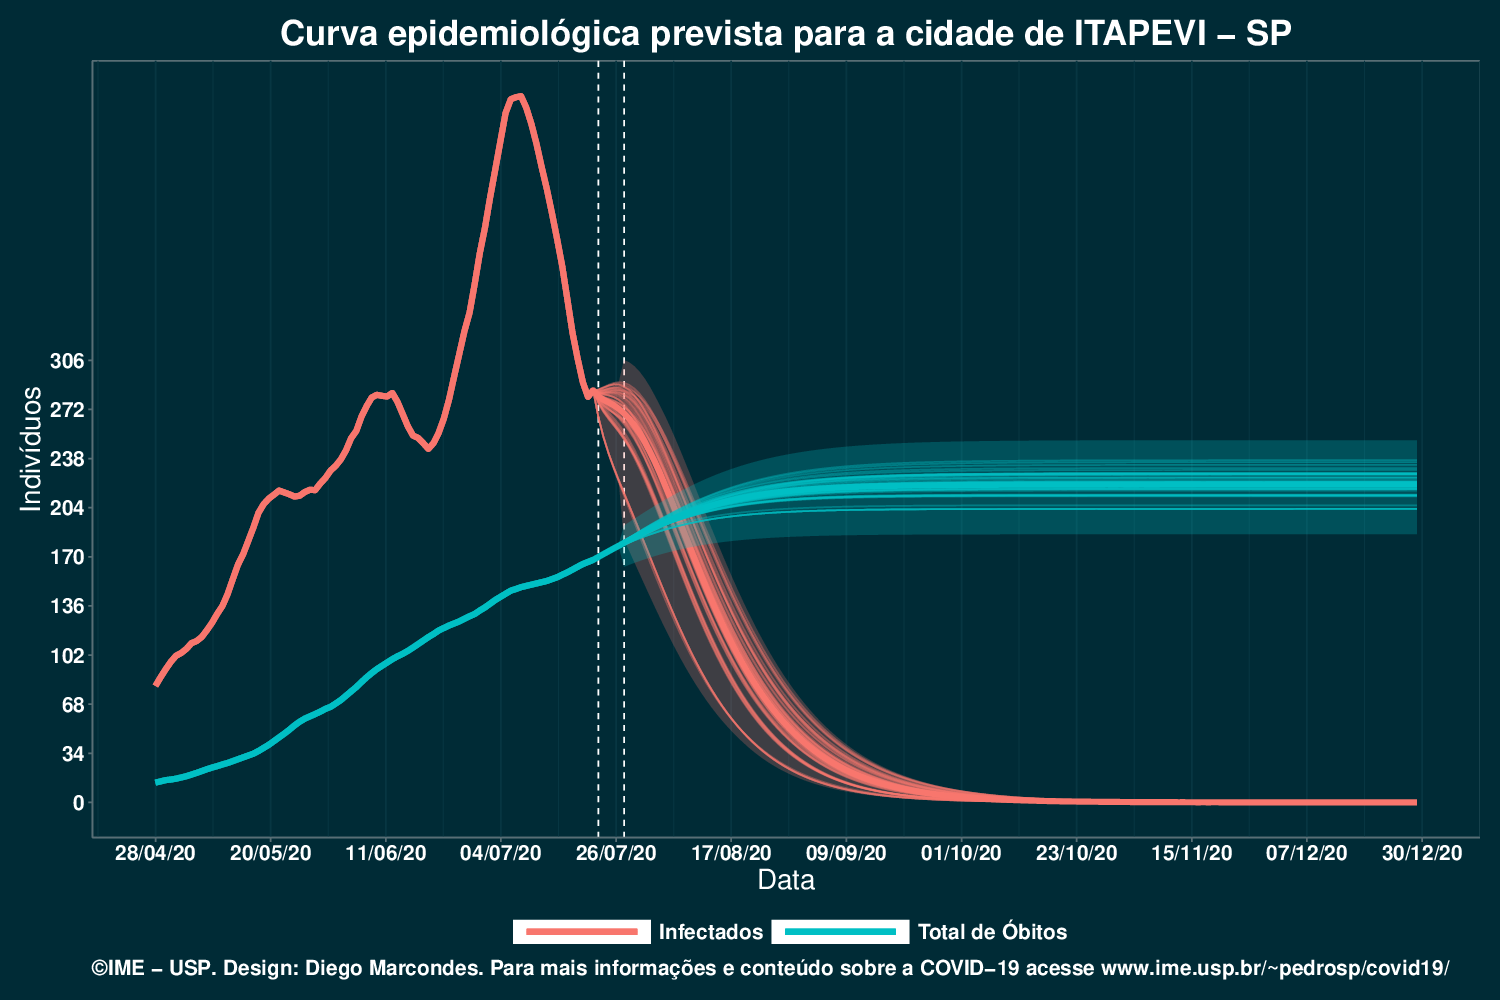 Curva epidemiológica prevista para a cidade de ITAPEVI – SP
Indivíduos
306
272
238
204
170
136
102
68
34
0
28/04/20 20/05/20 11/06/20 04/07/20 26/07/20 17/08/20 09/09/20 01/10/20 23/10/20 15/11/20 07/12/20 30/12/20
Data
Infectados Total de Óbitos
©IME – USP. Design: Diego Marcondes. Para mais informações e conteúdo sobre a COVID–19 acesse www.ime.usp.br/~pedrosp/covid19/